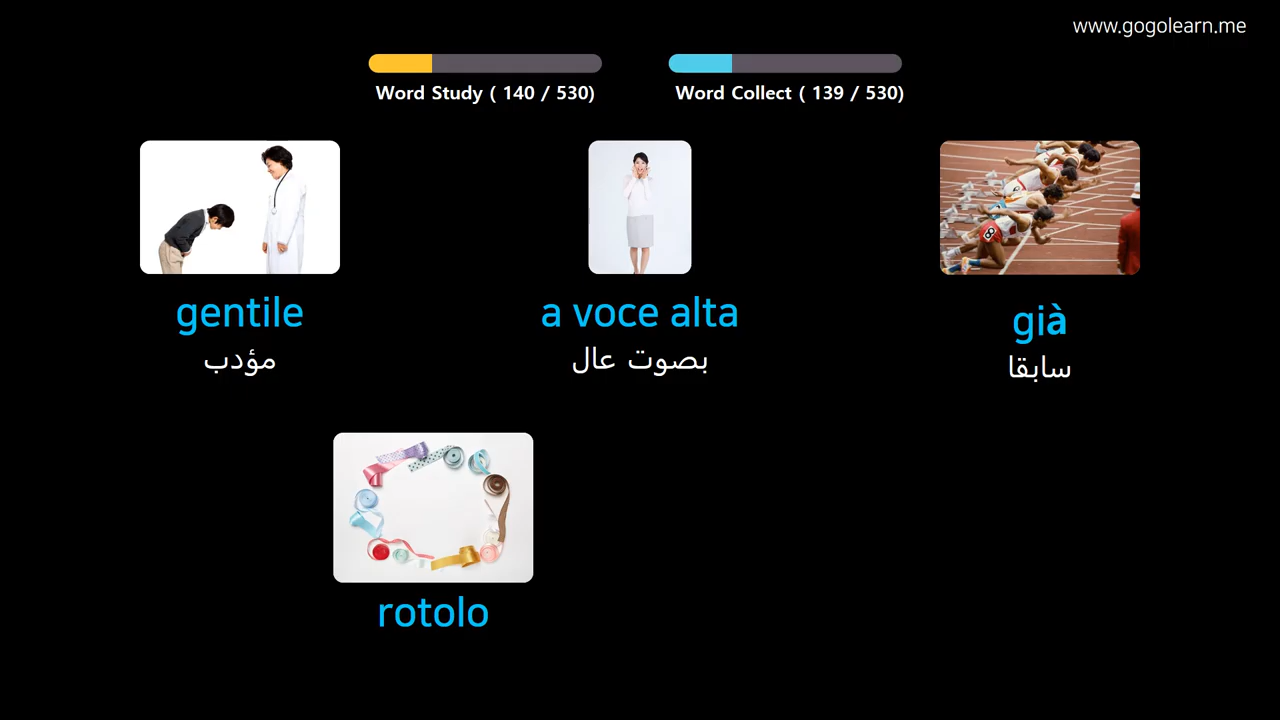 www.gogolearn.me
Word Study ( 140 / 530)
Word Collect ( 139 / 530)
gentile
مؤدب
a voce alta
بصوت عال
già
سابقا
rotolo